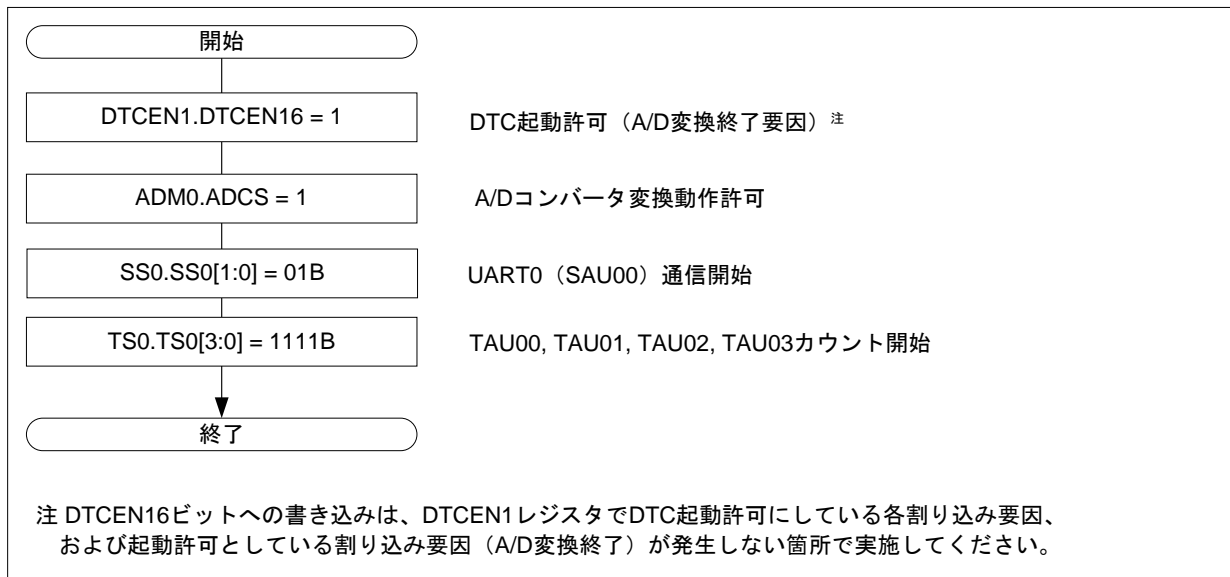 開始
DTCEN1.DTCEN16 = 1
DTC起動許可（A/D変換終了要因）注
ADM0.ADCS = 1
A/Dコンバータ変換動作許可
SS0.SS0[1:0] = 01B
UART0（SAU00）通信開始
TS0.TS0[3:0] = 1111B
TAU00, TAU01, TAU02, TAU03カウント開始
終了
注 DTCEN16ビットへの書き込みは、DTCEN1レジスタでDTC起動許可にしている各割り込み要因、
および起動許可としている割り込み要因（A/D変換終了）が発生しない箇所で実施してください。